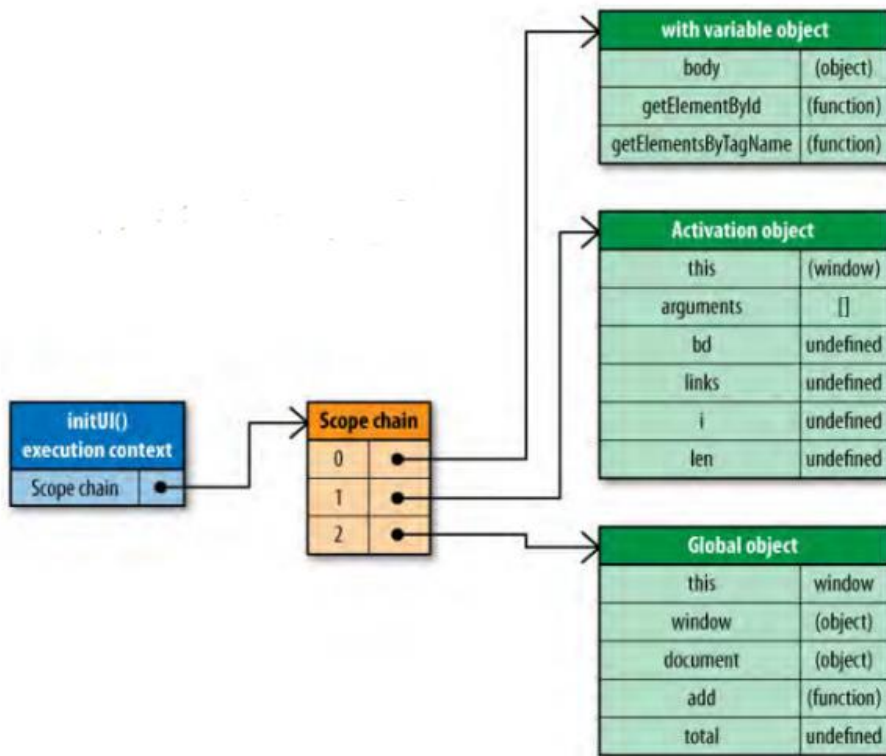 with variable object
body (object)
getElementById (function)
getElementsByTagName (function)
Activation object
this (window)
arguments []
bd undefined
links undefined
i undefined
len undefined
initUI()
execution context
Scope chain
Scope chain
0
1
2
Global object
this window
window (object)
document (object)
add (function)
total undefined